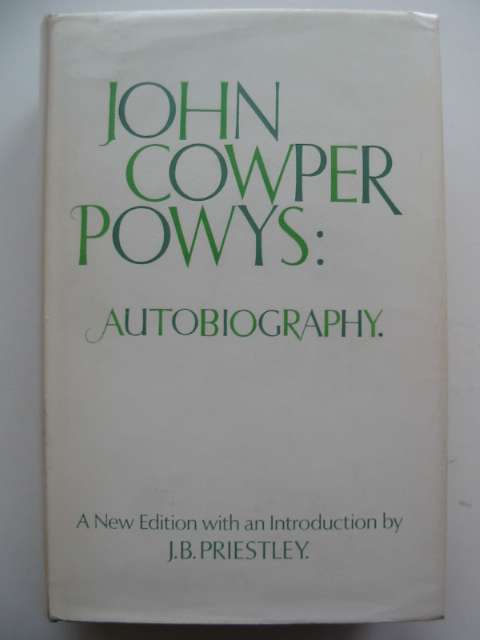 JOHN
COWPER
POWYS:
AUTOBIOGRAPHY.
A New Edition with an Introduction by
J.B.PRIESTLEY.